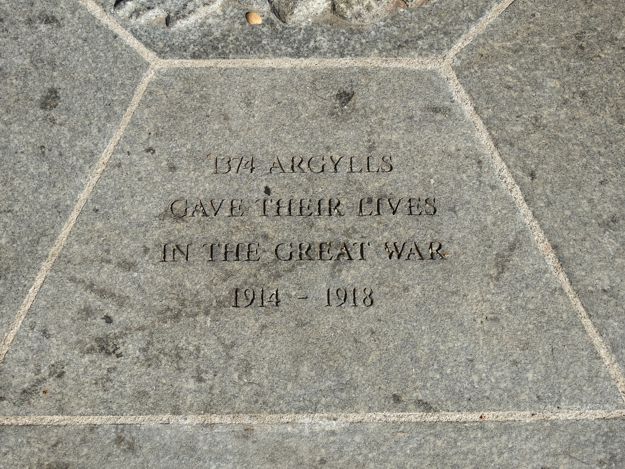 1374 ARGYLLS
GAVE THEIR LIVES
IN THE GREAT WAR
1914 - 1918